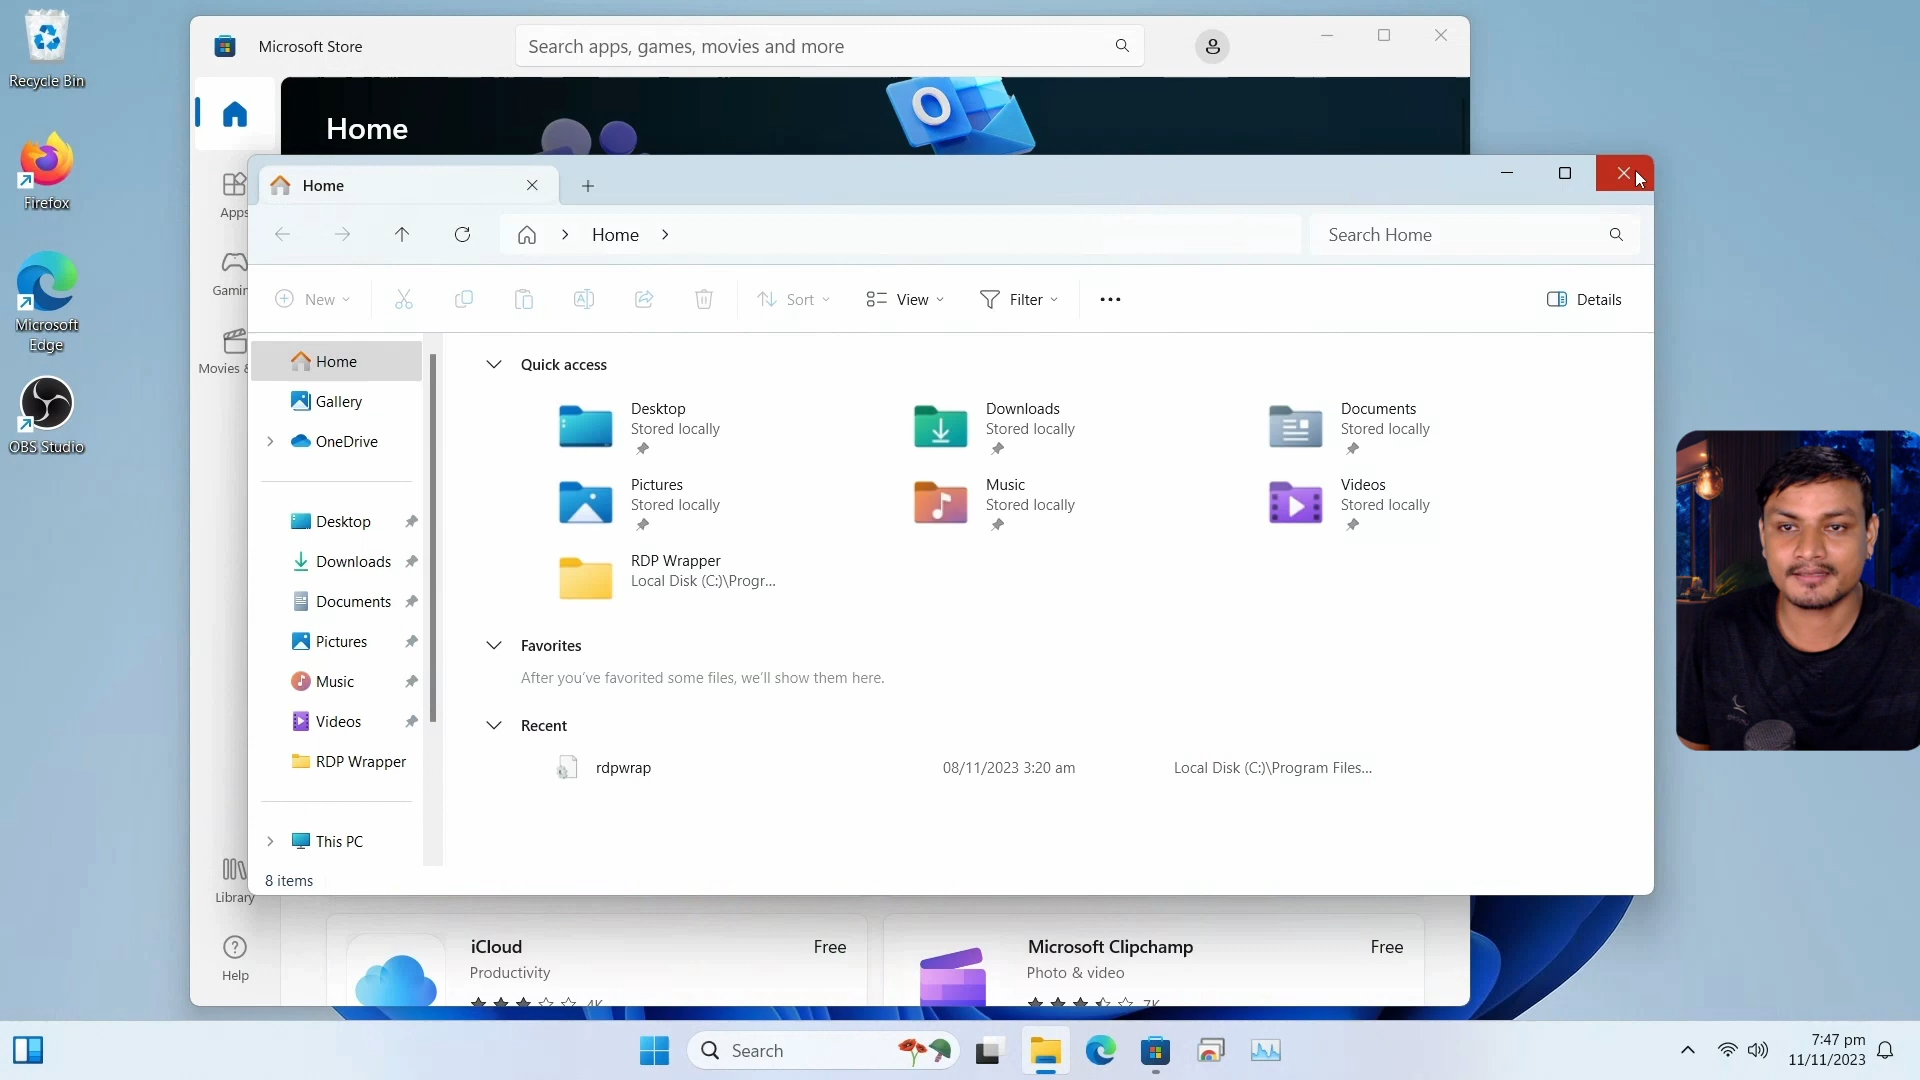 Recycle Bin
Firefox
Microsoft
Edge
OBS Studio
Microsoft Store
Search apps, games, movies and more
Home
Apps
Library
Help
Home
Home
Search Home
New
Sort
View
Filter
Details
Home
Gallery
OneDrive
Desktop
Downloads
Documents
Pictures
Music
Videos
RDP Wrapper
This PC
8 items
Quick access
Desktop
Stored locally
Downloads
Stored locally
Documents
Stored locally
Pictures
Stored locally
Music
Stored locally
Videos
Stored locally
RDP Wrapper
Local Disk (C:)\Progr...
Favorites
After you've favorited some files, we'll show them here.
Recent
rdpwrap 08/11/2023 3:20 am Local Disk (C:)\Program Files...
iCloud Free
Productivity
4K
Microsoft Clipchamp Free
Photo & video
7K
Search
7:47 pm
11/11/2023